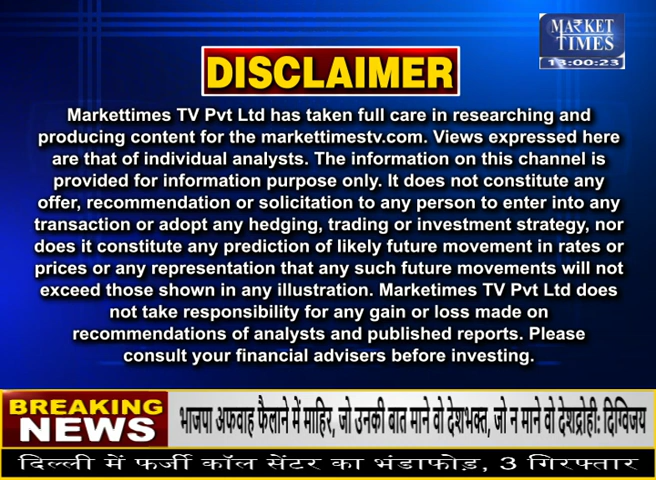 MARKET
TIMES
13:00:23
DISCLAIMER
Markettimes TV Pvt Ltd has taken full care in researching and
producing content for the markettimestv.com. Views expressed here
are that of individual analysts. The information on this channel is
provided for information purpose only. It does not constitute any
offer, recommendation or solicitation to any person to enter into any
transaction or adopt any hedging, trading or investment strategy, nor
does it constitute any prediction of likely future movement in rates or
prices or any representation that any such future movements will not
exceed those shown in any illustration. Marketimes TV Pvt Ltd does
not take responsibility for any gain or loss made on
recommendations of analysts and published reports. Please
consult your financial advisers before investing.
BREAKING
NEWS
भाजपा अफवाह फैलाने में माहिर, जो उनकी बात माने वो देशभक्त, जो न माने वो देशद्रोही: दिग्विजय
दिल्ली में फर्जी कॉल सेंटर का भंडाफोड़, 3 गिरफ्तार